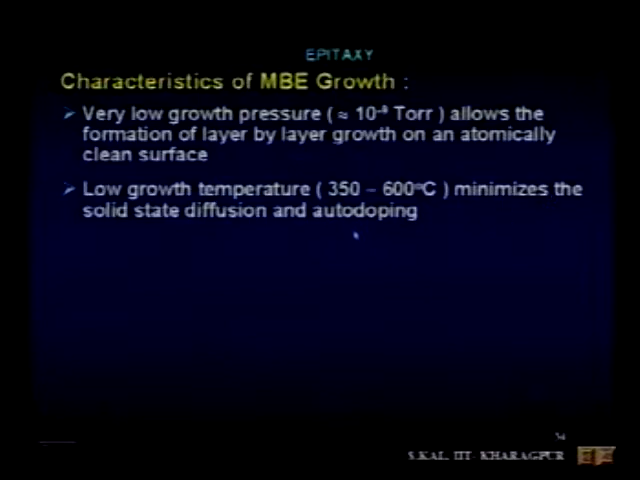 EPITAXY
Characteristics of MBE Growth :
➢ Very low growth pressure ( ≈ 10⁻⁹ Torr ) allows the
formation of layer by layer growth on an atomically
clean surface
➢ Low growth temperature ( 350 – 600°C ) minimizes the
solid state diffusion and autodoping
S.KAL, IIT- KHARAGPUR